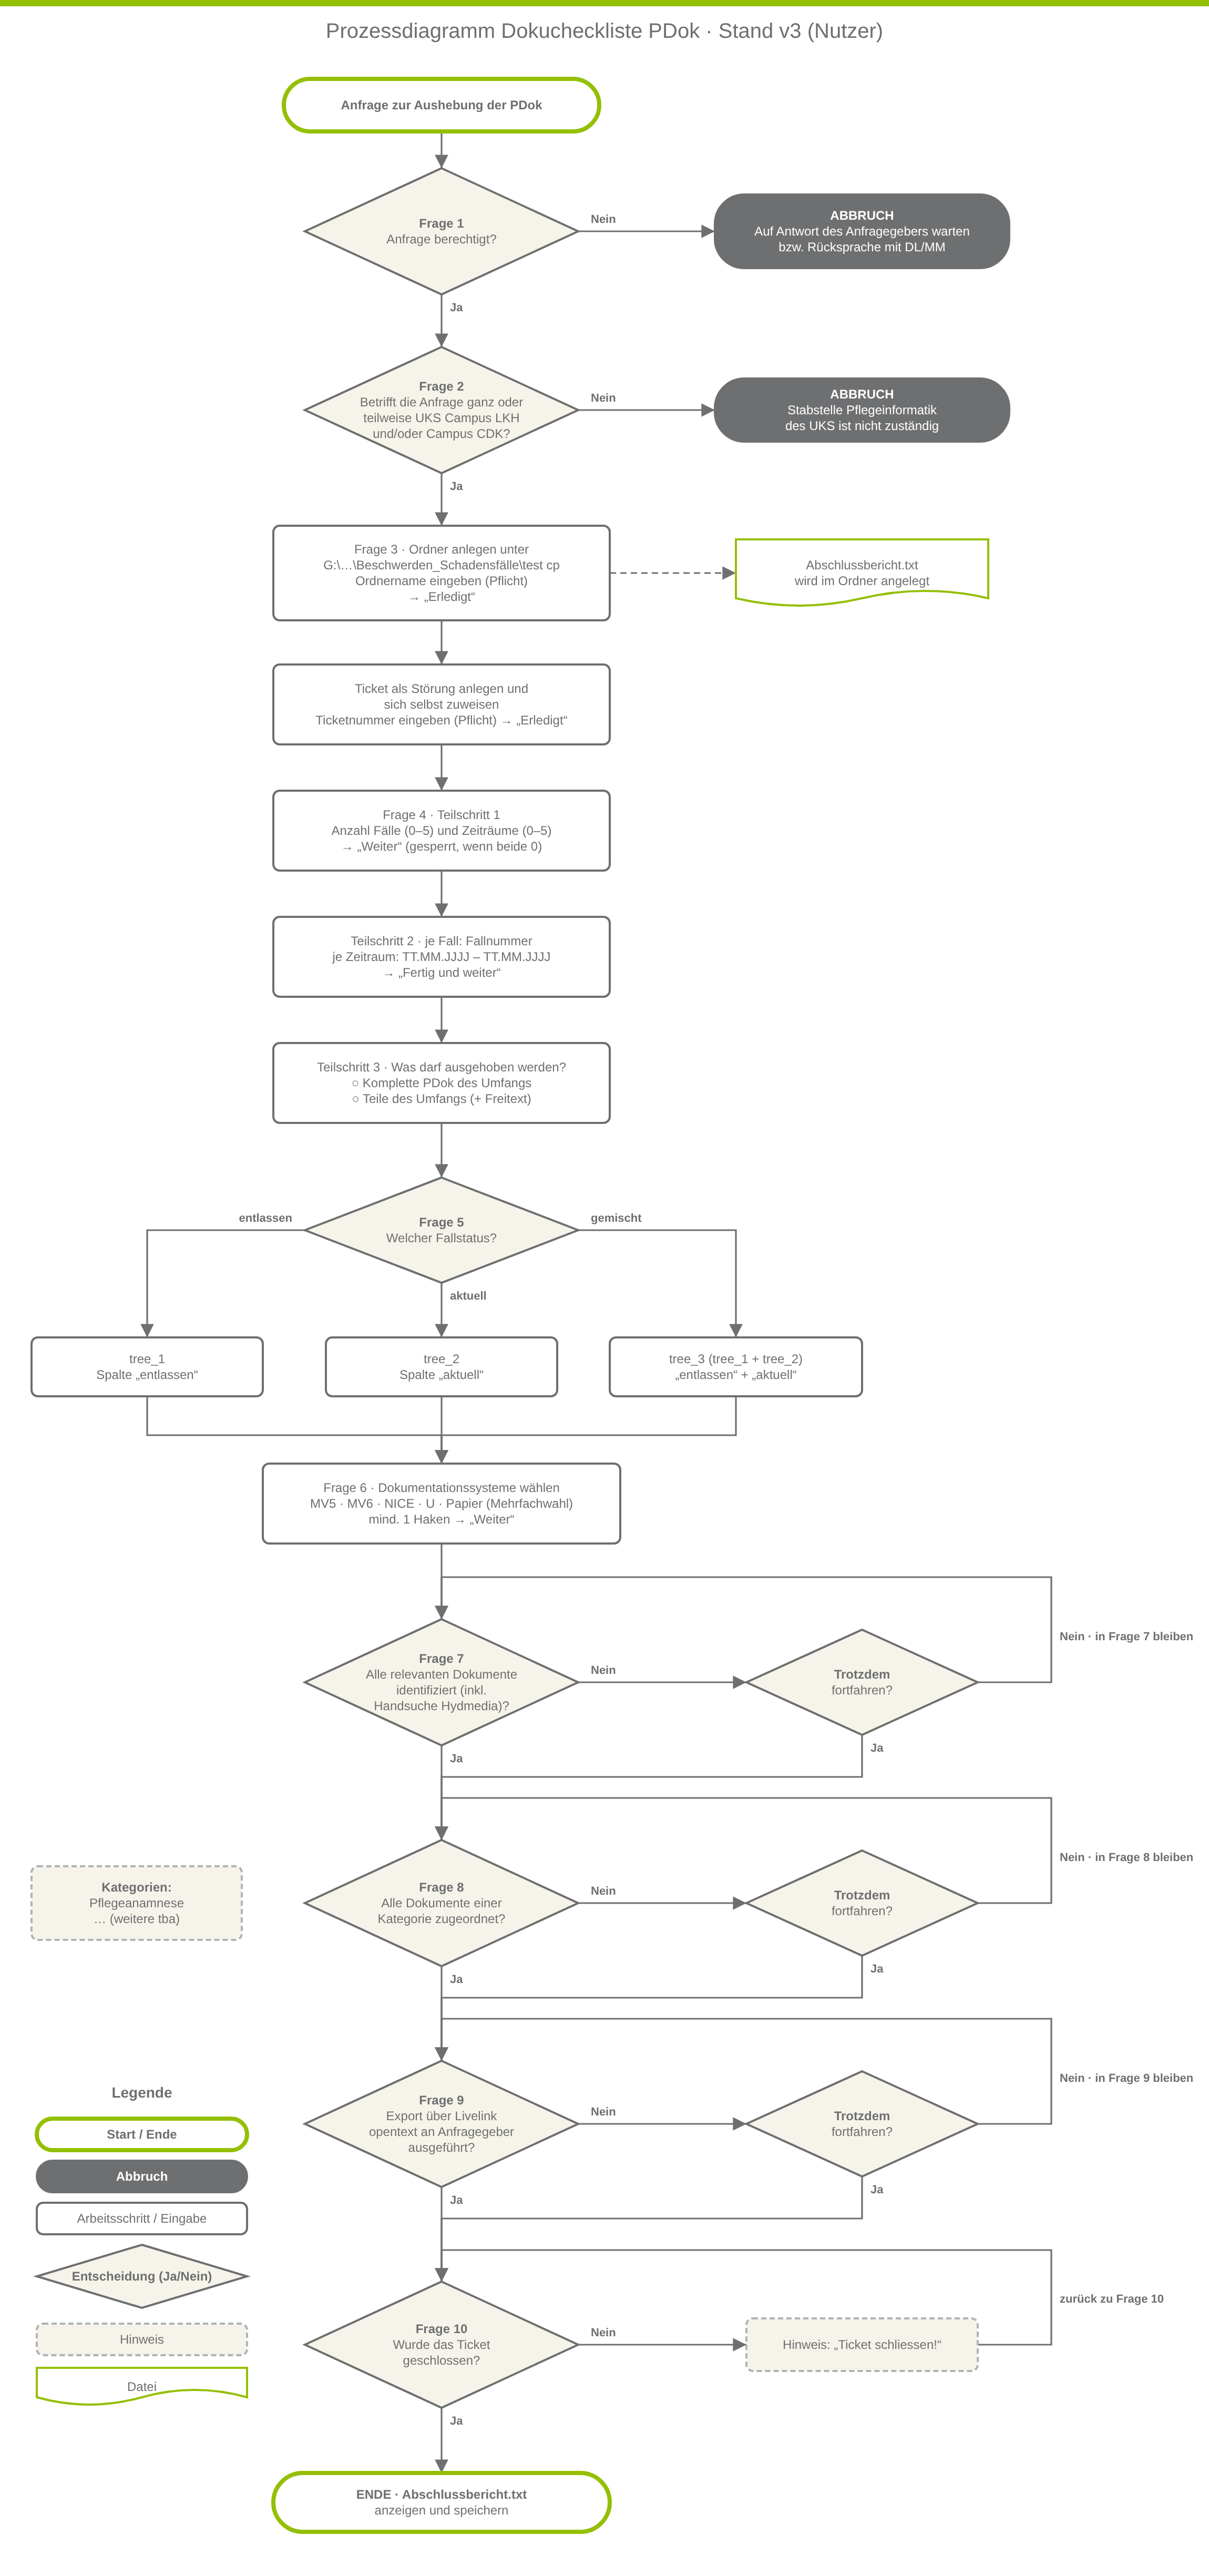 Prozessdiagramm Dokucheckliste PDok · Stand v3 (Nutzer)
Anfrage zur Aushebung der PDok
Frage 1
Anfrage berechtigt?
Nein
ABBRUCH
Auf Antwort des Anfragegebers warten
bzw. Rücksprache mit DL/MM
Ja
Frage 2
Betrifft die Anfrage ganz oder
teilweise UKS Campus LKH
und/oder Campus CDK?
Nein
ABBRUCH
Stabstelle Pflegeinformatik
des UKS ist nicht zuständig
Ja
Frage 3 · Ordner anlegen unter
G:\…\Beschwerden_Schadensfälle\test cp
Ordnername eingeben (Pflicht)
→ „Erledigt“
Abschlussbericht.txt
wird im Ordner angelegt
Ticket als Störung anlegen und
sich selbst zuweisen
Ticketnummer eingeben (Pflicht) → „Erledigt“
Frage 4 · Teilschritt 1
Anzahl Fälle (0–5) und Zeiträume (0–5)
→ „Weiter“ (gesperrt, wenn beide 0)
Teilschritt 2 · je Fall: Fallnummer
je Zeitraum: TT.MM.JJJJ – TT.MM.JJJJ
→ „Fertig und weiter“
Teilschritt 3 · Was darf ausgehoben werden?
○ Komplette PDok des Umfangs
○ Teile des Umfangs (+ Freitext)
entlassen
Frage 5
Welcher Fallstatus?
gemischt
aktuell
tree_1
Spalte „entlassen“
tree_2
Spalte „aktuell“
tree_3 (tree_1 + tree_2)
„entlassen“ + „aktuell“
Frage 6 · Dokumentationssysteme wählen
MV5 · MV6 · NICE · U · Papier (Mehrfachwahl)
mind. 1 Haken → „Weiter“
Frage 7
Alle relevanten Dokumente
identifiziert (inkl.
Handsuche Hydmedia)?
Nein
Trotzdem
fortfahren?
Nein · in Frage 7 bleiben
Ja
Ja
Kategorien:
Pflegeanamnese
… (weitere tba)
Frage 8
Alle Dokumente einer
Kategorie zugeordnet?
Nein
Trotzdem
fortfahren?
Nein · in Frage 8 bleiben
Ja
Ja
Frage 9
Export über Livelink
opentext an Anfragegeber
ausgeführt?
Nein
Trotzdem
fortfahren?
Nein · in Frage 9 bleiben
Ja
Ja
Frage 10
Wurde das Ticket
geschlossen?
Nein
Hinweis: „Ticket schliessen!“
zurück zu Frage 10
Ja
ENDE · Abschlussbericht.txt
anzeigen und speichern
Legende
Start / Ende
Abbruch
Arbeitsschritt / Eingabe
Entscheidung (Ja/Nein)
Hinweis
Datei